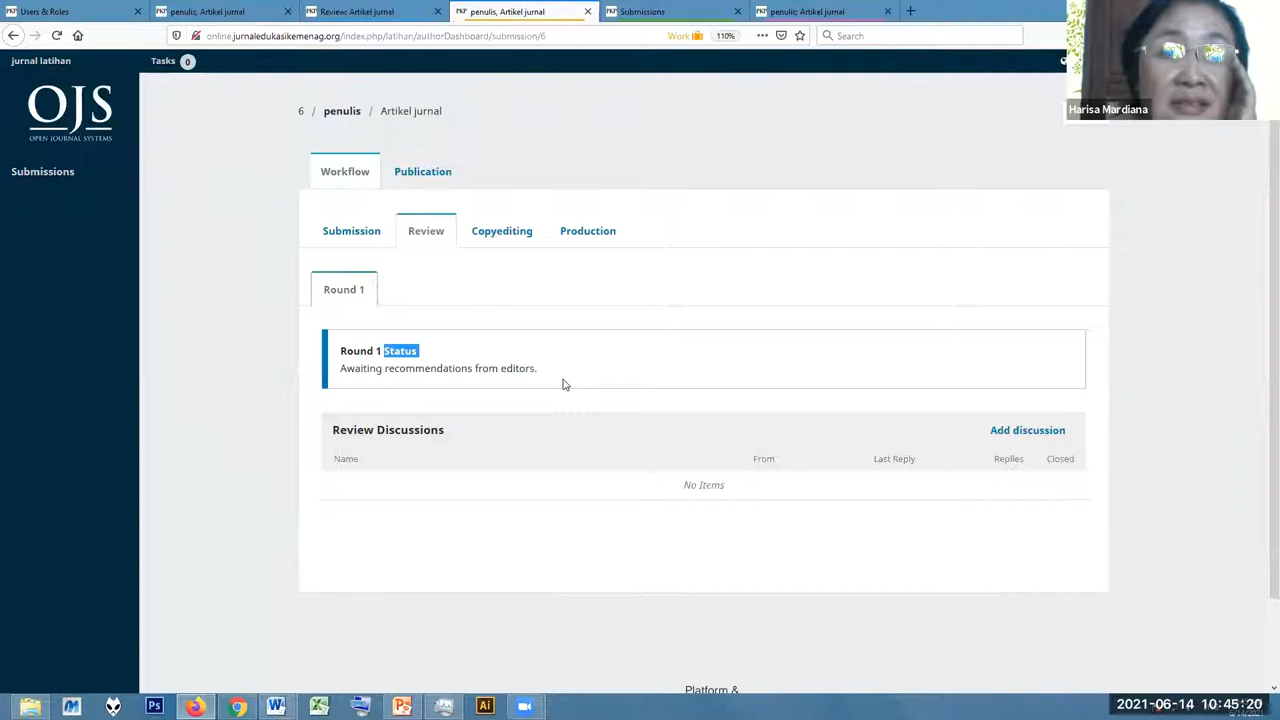 Users & Roles
penulis; Artikel jurnal
Review: Artikel jurnal
penulis, Artikel jurnal
Submissions
penulis; Artikel jurnal
online.jurnaledukasikemenag.org/index.php/latihan/authorDashboard/submission/6
Work
110%
Search
jurnal latihan
Tasks 0
Harisa Mardiana
OJS
OPEN JOURNAL SYSTEMS
Submissions
6 / penulis / Artikel jurnal
Workflow
Publication
Submission
Review
Copyediting
Production
Round 1
Round 1 Status
Awaiting recommendations from editors.
Review Discussions
Add discussion
Name
From
Last Reply
Replies
Closed
No Items
Platform &
2021-06-14 10:45:20